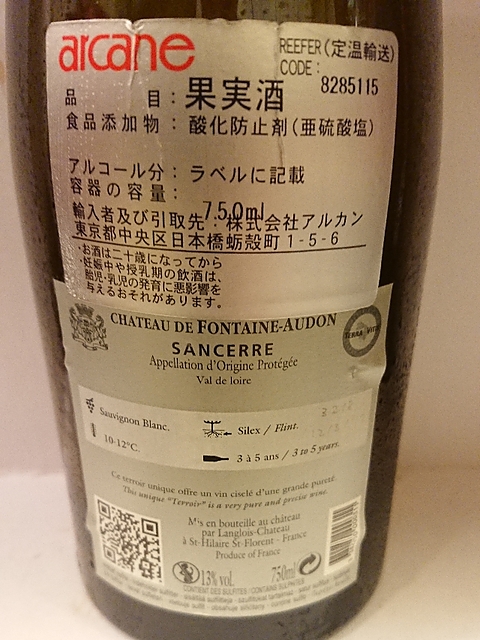 arcane
REEFER(定温輸送)
CODE:
8285115
品 目:果実酒
食品添加物:酸化防止剤(亜硫酸塩)
アルコール分:ラベルに記載
容器の容量:
750ml
輸入者及び引取先:株式会社アルカン
東京都中央区日本橋蛎殻町1-5-6
・お酒は二十歳になってから
・妊娠中や授乳期の飲酒は、
胎児・乳児の発育に悪影響を
与えるおそれがあります。
CHATEAU DE FONTAINE-AUDON
TERRA VITIS
SANCERRE
Appellation d'Origine Protégée
Val de loire
Sauvignon Blanc.
Silex / Flint.
10-12°C.
3 à 5 ans / 3 to 5 years.
Ce terroir unique offre un vin ciselé d'une grande pureté.
This unique "Terroir" is a very pure and precise wine.
Mis en bouteille au château
par Langlois-Chateau
à St-Hilaire St-Florent - France
Produce of France
13% vol.
750ml
CONTENT DES SULFITES / CONTAINS SULPHITES